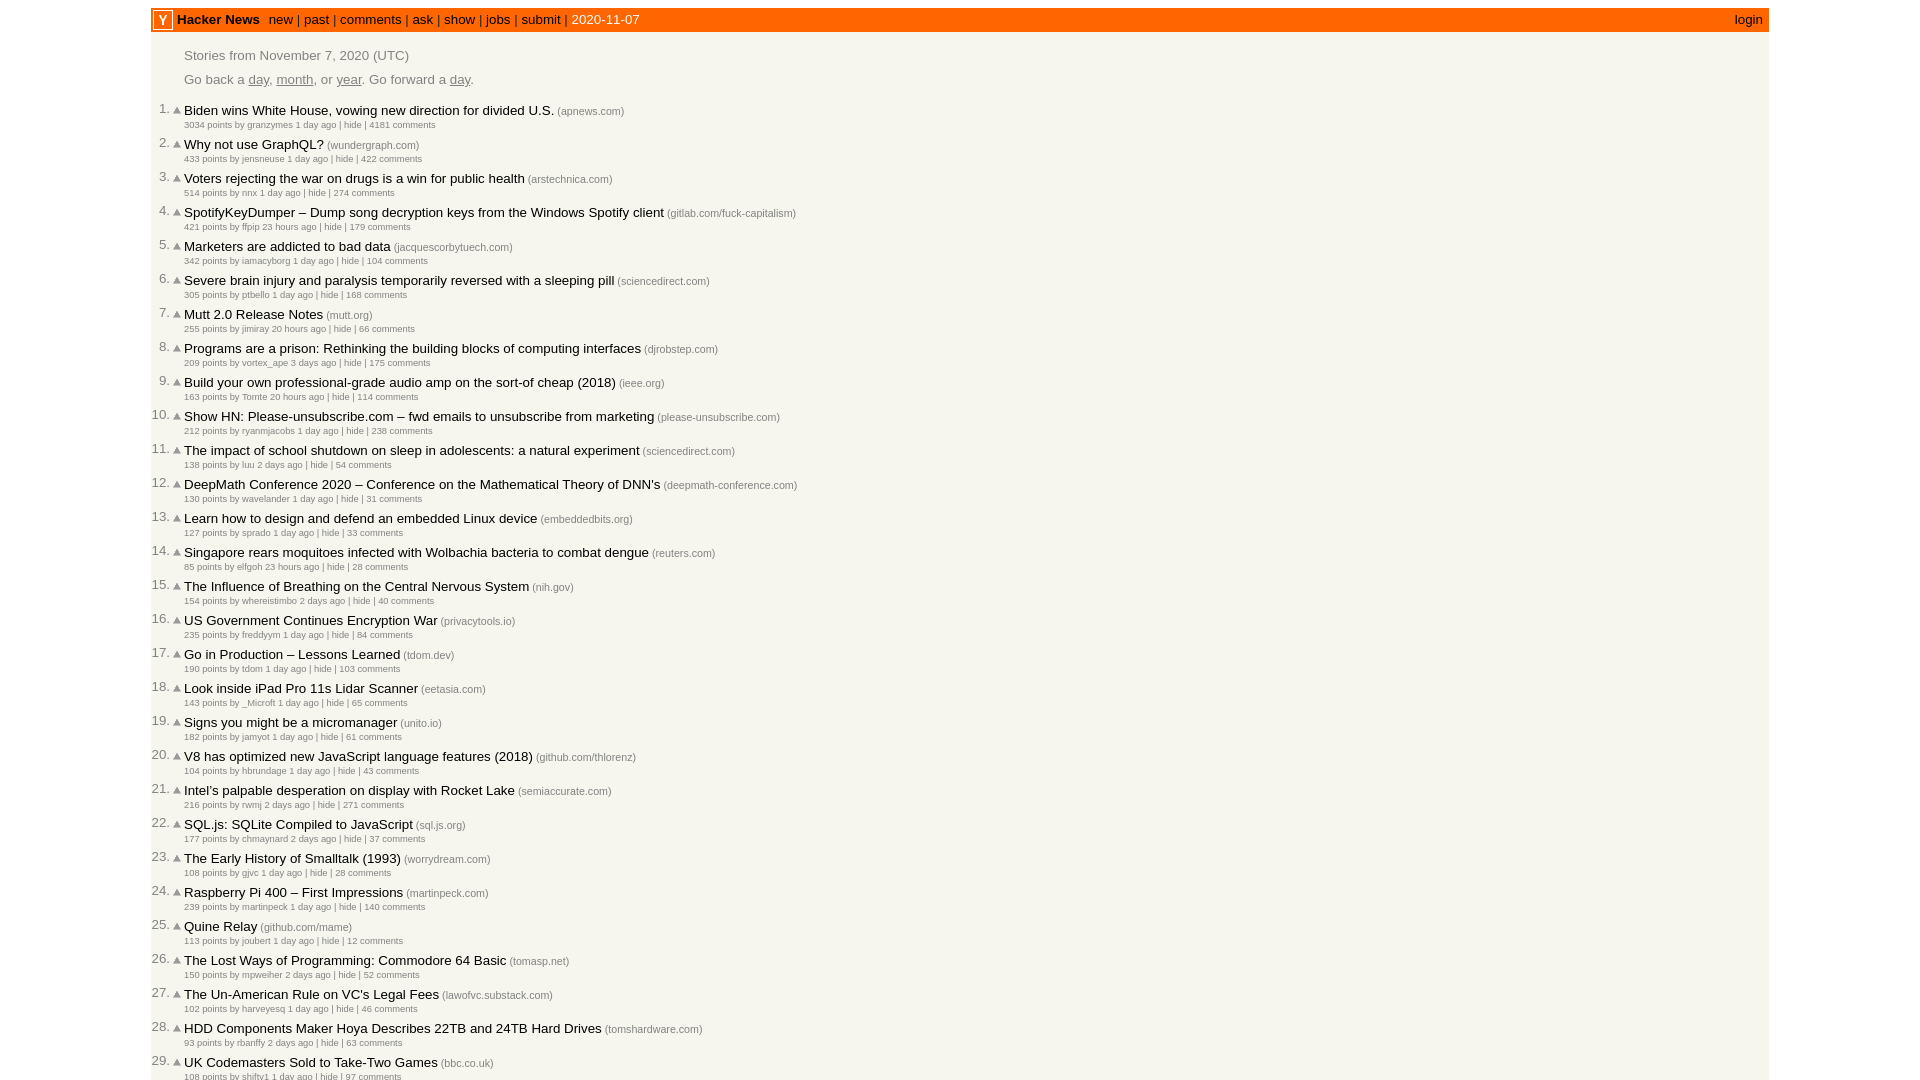 Y Hacker News new | past | comments | ask | show | jobs | submit | 2020-11-07 login
Stories from November 7, 2020 (UTC)
Go back a day, month, or year. Go forward a day.
1. Biden wins White House, vowing new direction for divided U.S. (apnews.com)
3034 points by granzymes 1 day ago | hide | 4181 comments
2. Why not use GraphQL? (wundergraph.com)
433 points by jensneuse 1 day ago | hide | 422 comments
3. Voters rejecting the war on drugs is a win for public health (arstechnica.com)
514 points by nnx 1 day ago | hide | 274 comments
4. SpotifyKeyDumper – Dump song decryption keys from the Windows Spotify client (gitlab.com/fuck-capitalism)
421 points by ffpip 23 hours ago | hide | 179 comments
5. Marketers are addicted to bad data (jacquescorbytuech.com)
342 points by iamacyborg 1 day ago | hide | 104 comments
6. Severe brain injury and paralysis temporarily reversed with a sleeping pill (sciencedirect.com)
305 points by ptbello 1 day ago | hide | 168 comments
7. Mutt 2.0 Release Notes (mutt.org)
255 points by jimiray 20 hours ago | hide | 66 comments
8. Programs are a prison: Rethinking the building blocks of computing interfaces (djrobstep.com)
209 points by vortex_ape 3 days ago | hide | 175 comments
9. Build your own professional-grade audio amp on the sort-of cheap (2018) (ieee.org)
163 points by Tomte 20 hours ago | hide | 114 comments
10. Show HN: Please-unsubscribe.com – fwd emails to unsubscribe from marketing (please-unsubscribe.com)
212 points by ryanmjacobs 1 day ago | hide | 238 comments
11. The impact of school shutdown on sleep in adolescents: a natural experiment (sciencedirect.com)
138 points by luu 2 days ago | hide | 54 comments
12. DeepMath Conference 2020 – Conference on the Mathematical Theory of DNN's (deepmath-conference.com)
130 points by wavelander 1 day ago | hide | 31 comments
13. Learn how to design and defend an embedded Linux device (embeddedbits.org)
127 points by sprado 1 day ago | hide | 33 comments
14. Singapore rears moquitoes infected with Wolbachia bacteria to combat dengue (reuters.com)
85 points by elfgoh 23 hours ago | hide | 28 comments
15. The Influence of Breathing on the Central Nervous System (nih.gov)
154 points by whereistimbo 2 days ago | hide | 40 comments
16. US Government Continues Encryption War (privacytools.io)
235 points by freddyym 1 day ago | hide | 84 comments
17. Go in Production – Lessons Learned (tdom.dev)
190 points by tdom 1 day ago | hide | 103 comments
18. Look inside iPad Pro 11s Lidar Scanner (eetasia.com)
143 points by _Microft 1 day ago | hide | 65 comments
19. Signs you might be a micromanager (unito.io)
182 points by jamyot 1 day ago | hide | 61 comments
20. V8 has optimized new JavaScript language features (2018) (github.com/thlorenz)
104 points by hbrundage 1 day ago | hide | 43 comments
21. Intel’s palpable desperation on display with Rocket Lake (semiaccurate.com)
216 points by rwmj 2 days ago | hide | 271 comments
22. SQL.js: SQLite Compiled to JavaScript (sql.js.org)
177 points by chmaynard 2 days ago | hide | 37 comments
23. The Early History of Smalltalk (1993) (worrydream.com)
108 points by gjvc 1 day ago | hide | 28 comments
24. Raspberry Pi 400 – First Impressions (martinpeck.com)
239 points by martinpeck 1 day ago | hide | 140 comments
25. Quine Relay (github.com/mame)
113 points by joubert 1 day ago | hide | 12 comments
26. The Lost Ways of Programming: Commodore 64 Basic (tomasp.net)
150 points by mpweiher 2 days ago | hide | 52 comments
27. The Un-American Rule on VC's Legal Fees (lawofvc.substack.com)
102 points by harveyesq 1 day ago | hide | 46 comments
28. HDD Components Maker Hoya Describes 22TB and 24TB Hard Drives (tomshardware.com)
93 points by rbanffy 2 days ago | hide | 63 comments
29. UK Codemasters Sold to Take-Two Games (bbc.co.uk)
108 points by shifty1 1 day ago | hide | 97 comments